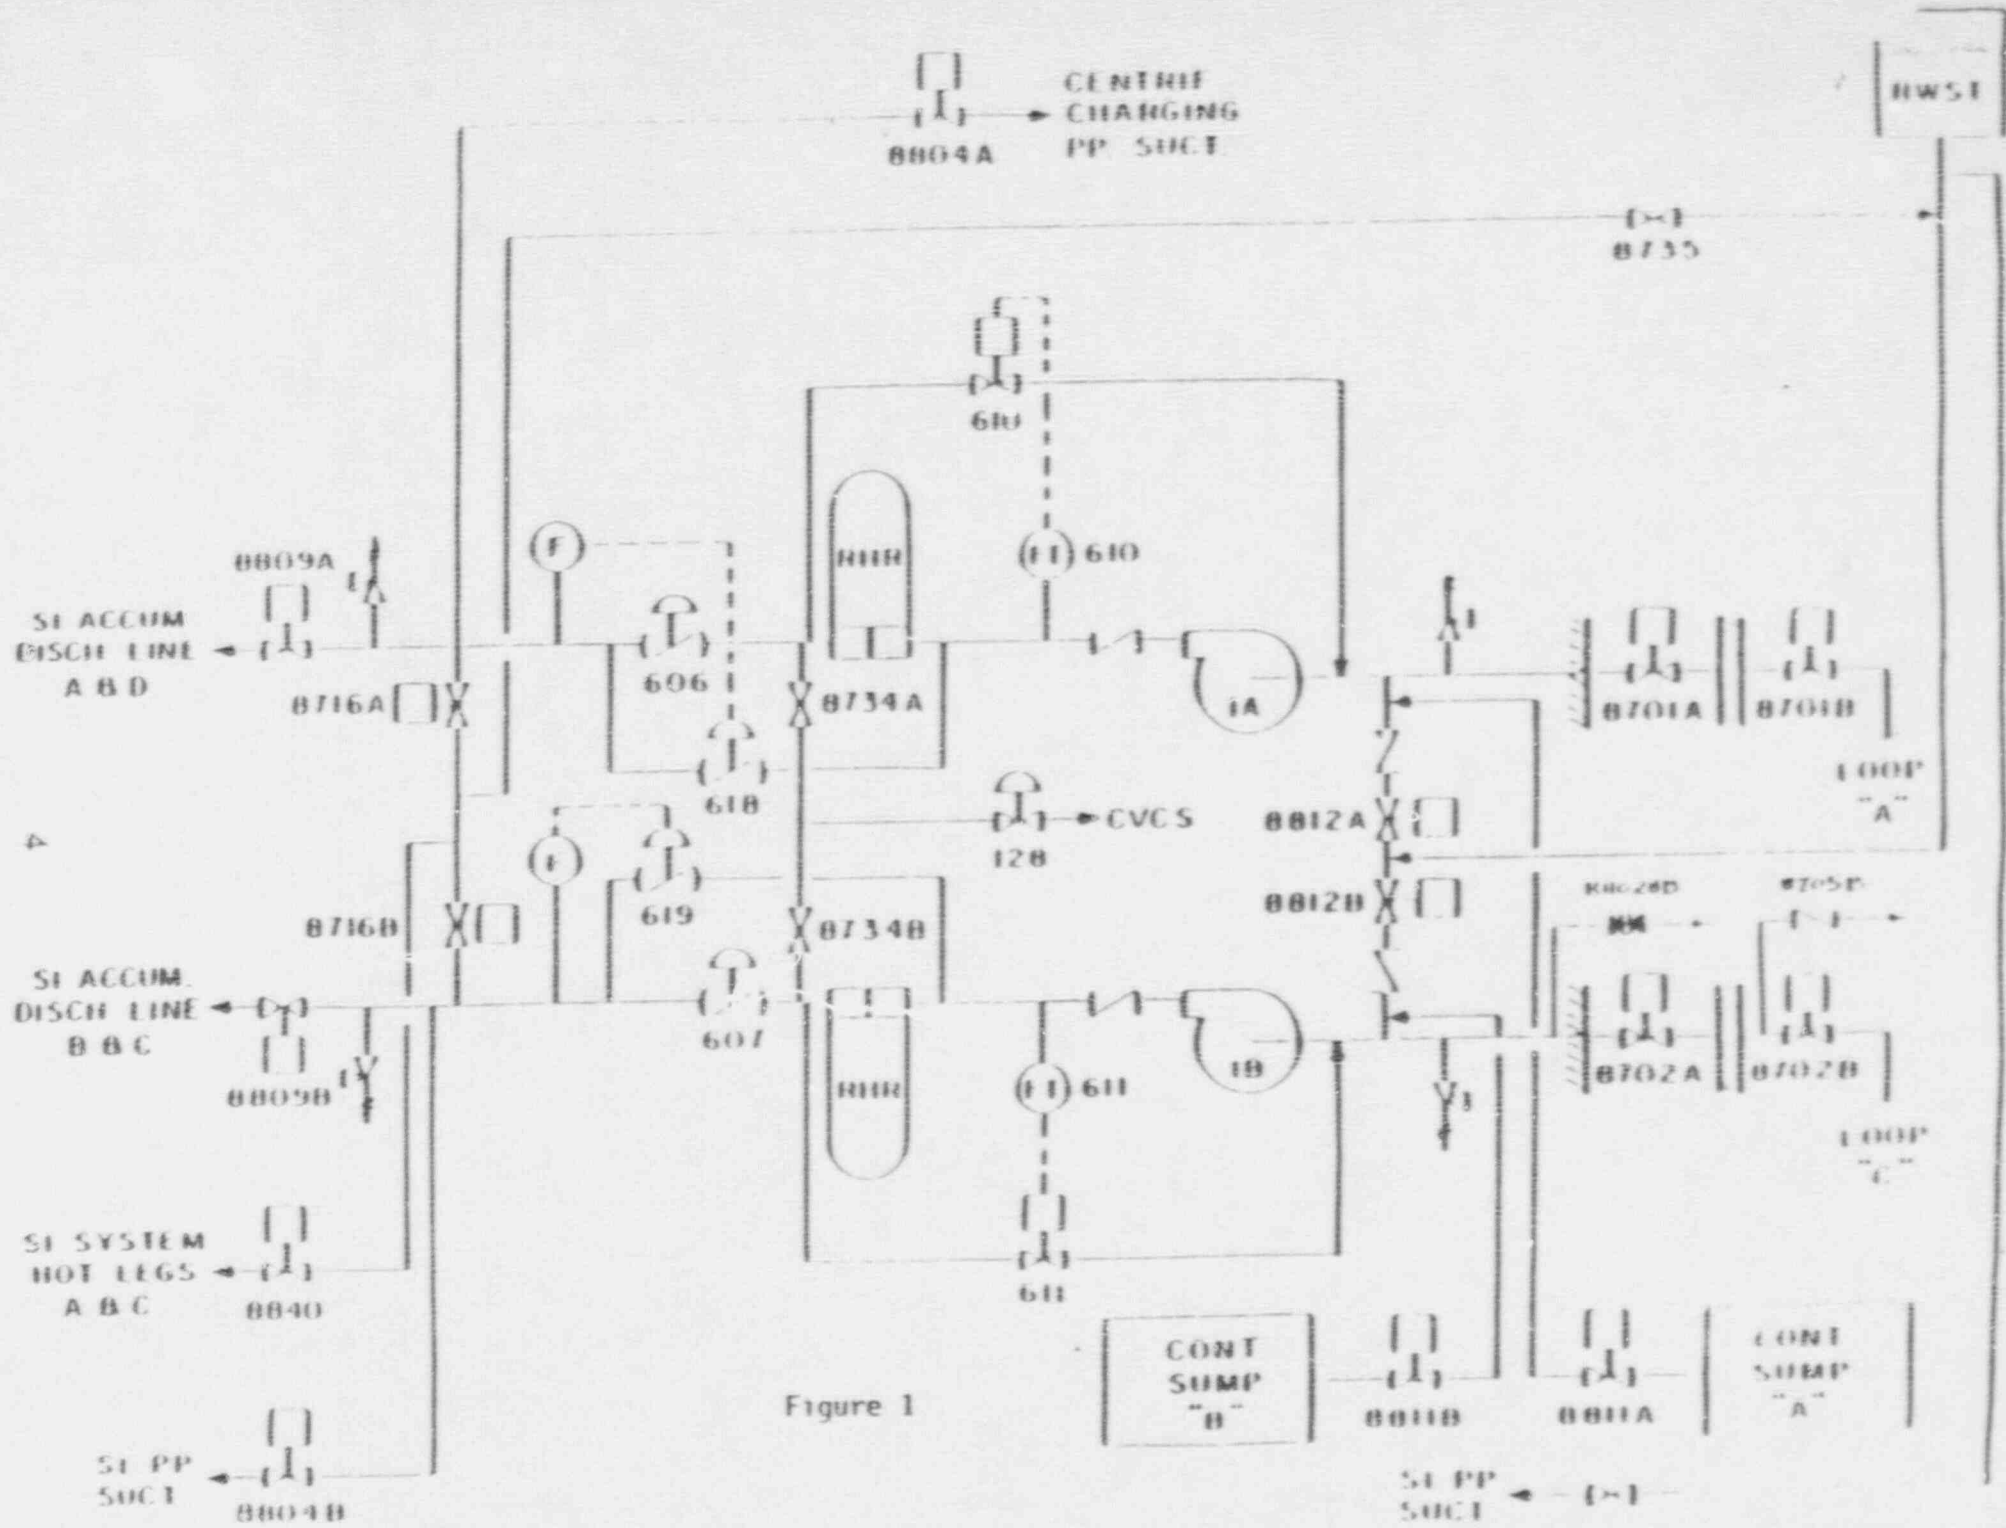 CENTRIF
CHARGING
PP. SUCT.
8804A
RWST
8735
610
8809A
F
RHR
FI
610
SI ACCUM
DISCH LINE
A & D
606
8716A
8734A
1A
8701A
8701B
LOOP
"A"
618
CVCS
8812A
128
F
619
8716B
8734B
8812B
8705B
SI ACCUM.
DISCH LINE
B & C
607
1B
8702A
8702B
8809B
RHR
FI
611
LOOP
"C"
SI SYSTEM
HOT LEGS
A & C
8840
611
CONT
SUMP
"B"
8811B
8811A
CONT
SUMP
"A"
Figure 1
SI PP
SUCT
8804B
SI PP
SUCT
4